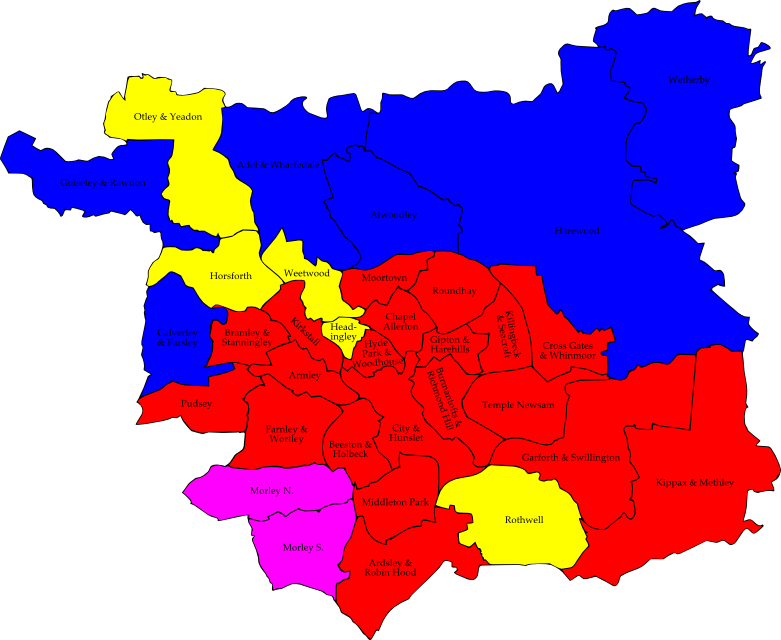 Wetherby
Otley & Yeadon
Adel & Wharfedale
Guiseley & Rawdon
Alwoodley
Harewood
Horsforth
Weetwood
Moortown
Roundhay
Calverley
& Farsley
Bramley &
Stanningley
Kirkstall
Head-
ingley
Chapel
Allerton
Killingbeck
& Seacroft
Hyde
Park &
Woodhouse
Gipton &
Harehills
Cross Gates
& Whinmoor
Armley
Pudsey
Burmantofts &
Richmond Hill
Temple Newsam
Farnley &
Wortley
Beeston &
Holbeck
City &
Hunslet
Garforth & Swillington
Kippax & Methley
Morley N.
Middleton Park
Rothwell
Morley S.
Ardsley &
Robin Hood